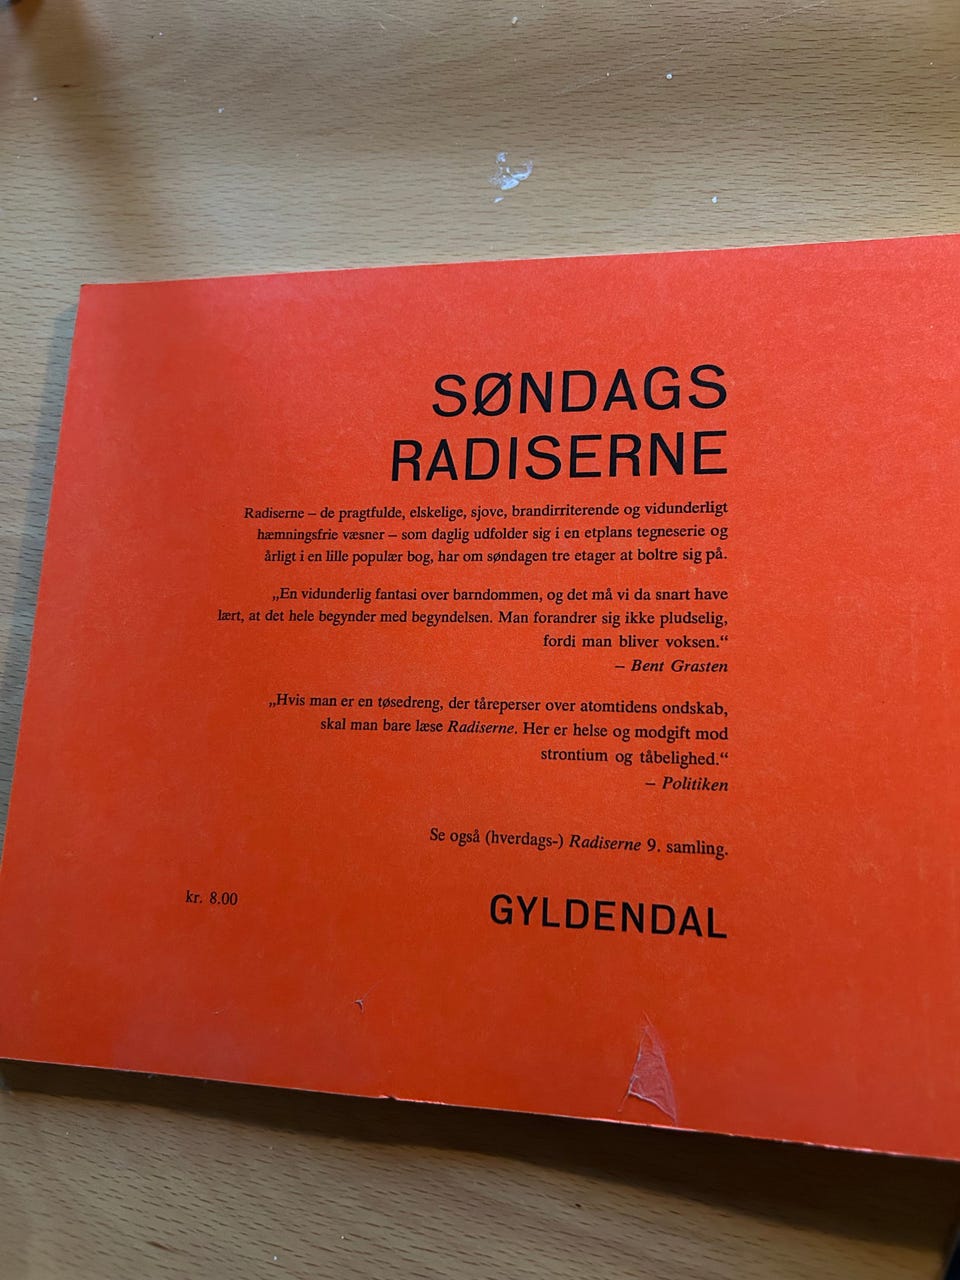 SØNDAGS
RADISERNE
Radiserne – de pragtfulde, elskelige, sjove, brandirriterende og vidunderligt
hæmningsfrie væsner – som daglig udfolder sig i en etplans tegneserie og
årligt i en lille populær bog, har om søndagen tre etager at boltre sig på.
„En vidunderlig fantasi over barndommen, og det må vi da snart have
lært, at det hele begynder med begyndelsen. Man forandrer sig ikke pludselig,
fordi man bliver voksen.“
– Bent Grasten
„Hvis man er en tøsedreng, der tåreperser over atomtidens ondskab,
skal man bare læse Radiserne. Her er helse og modgift mod
strontium og tåbelighed.“
– Politiken
Se også (hverdags-) Radiserne 9. samling.
kr. 8.00
GYLDENDAL